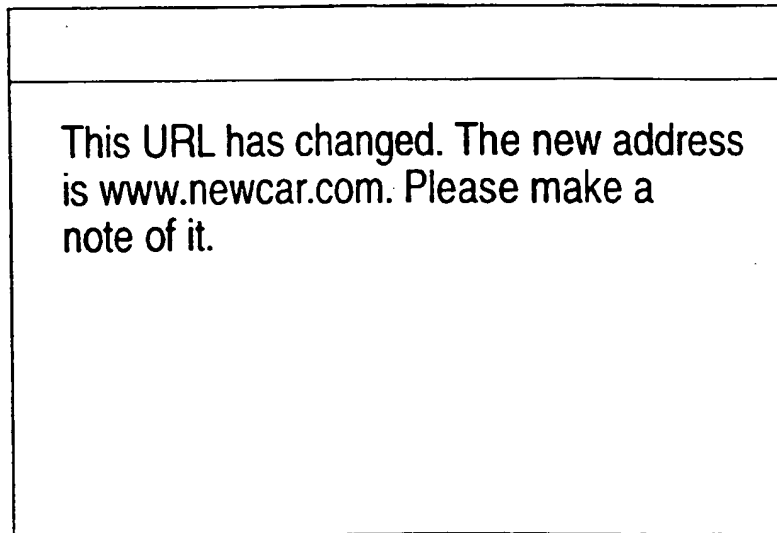 This URL has changed. The new address
is www.newcar.com. Please make a
note of it.